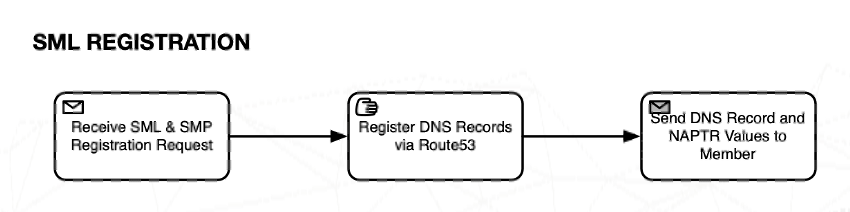 SML REGISTRATION
Receive SML & SMP
Registration Request
Register DNS Records
via Route53
Send DNS Record and
NAPTR Values to
Member